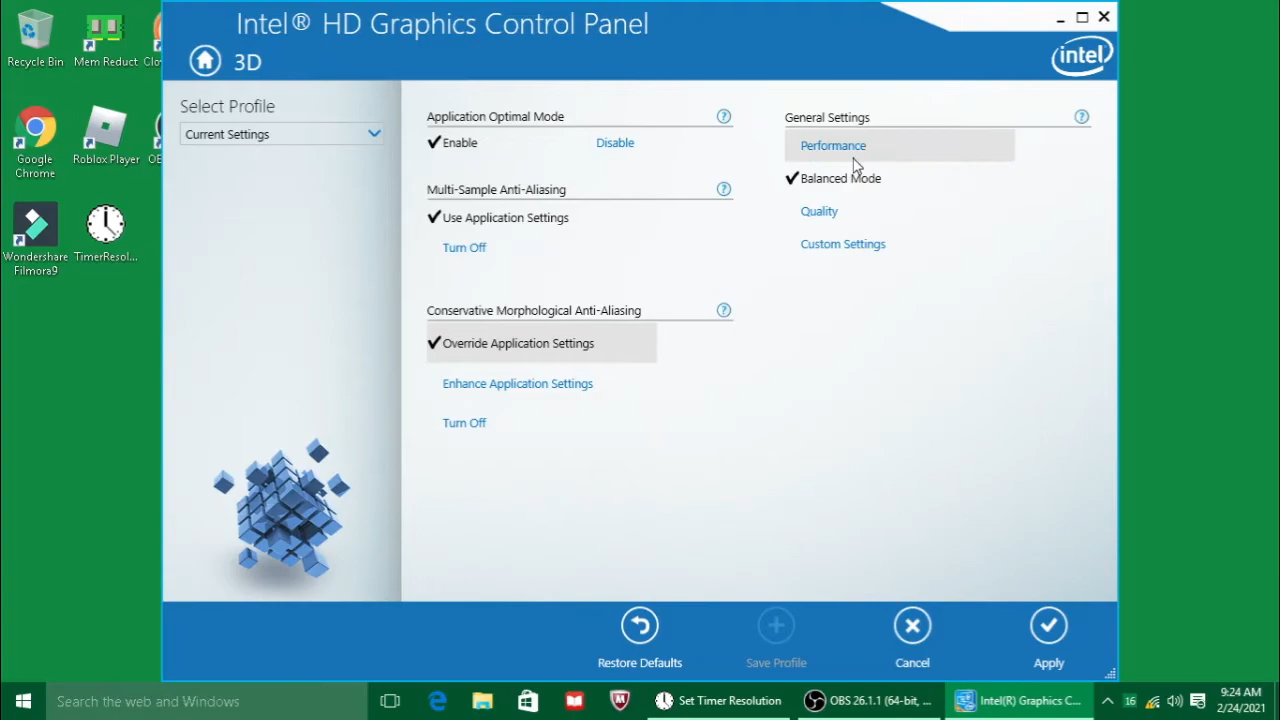 Intel® HD Graphics Control Panel
3D
intel
Select Profile
Current Settings
Application Optimal Mode
?
Enable
Disable
Multi-Sample Anti-Aliasing
?
Use Application Settings
Turn Off
Conservative Morphological Anti-Aliasing
?
Override Application Settings
Enhance Application Settings
Turn Off
General Settings
?
Performance
Balanced Mode
Quality
Custom Settings
Restore Defaults
Save Profile
Cancel
Apply
Recycle Bin
Mem Reduct
Clo
Google
Chrome
Roblox Player
OB
Wondershare
Filmora9
TimerResol...
Search the web and Windows
Set Timer Resolution
OBS 26.1.1 (64-bit, ...
Intel(R) Graphics C...
16
9:24 AM
2/24/2021